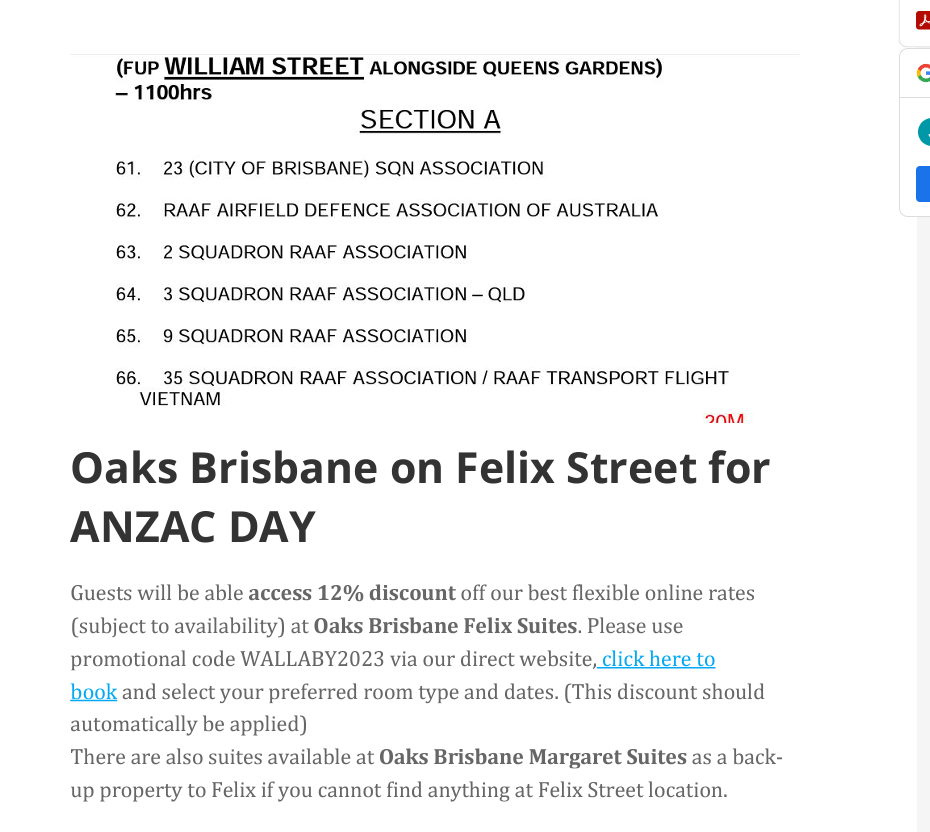 (FUP WILLIAM STREET ALONGSIDE QUEENS GARDENS)
– 1100hrs
SECTION A
61. 23 (CITY OF BRISBANE) SQN ASSOCIATION
62. RAAF AIRFIELD DEFENCE ASSOCIATION OF AUSTRALIA
63. 2 SQUADRON RAAF ASSOCIATION
64. 3 SQUADRON RAAF ASSOCIATION – QLD
65. 9 SQUADRON RAAF ASSOCIATION
66. 35 SQUADRON RAAF ASSOCIATION / RAAF TRANSPORT FLIGHT
VIETNAM
20M
Oaks Brisbane on Felix Street for
ANZAC DAY
Guests will be able access 12% discount off our best flexible online rates
(subject to availability) at Oaks Brisbane Felix Suites. Please use
promotional code WALLABY2023 via our direct website, click here to
book and select your preferred room type and dates. (This discount should
automatically be applied)
There are also suites available at Oaks Brisbane Margaret Suites as a back-
up property to Felix if you cannot find anything at Felix Street location.